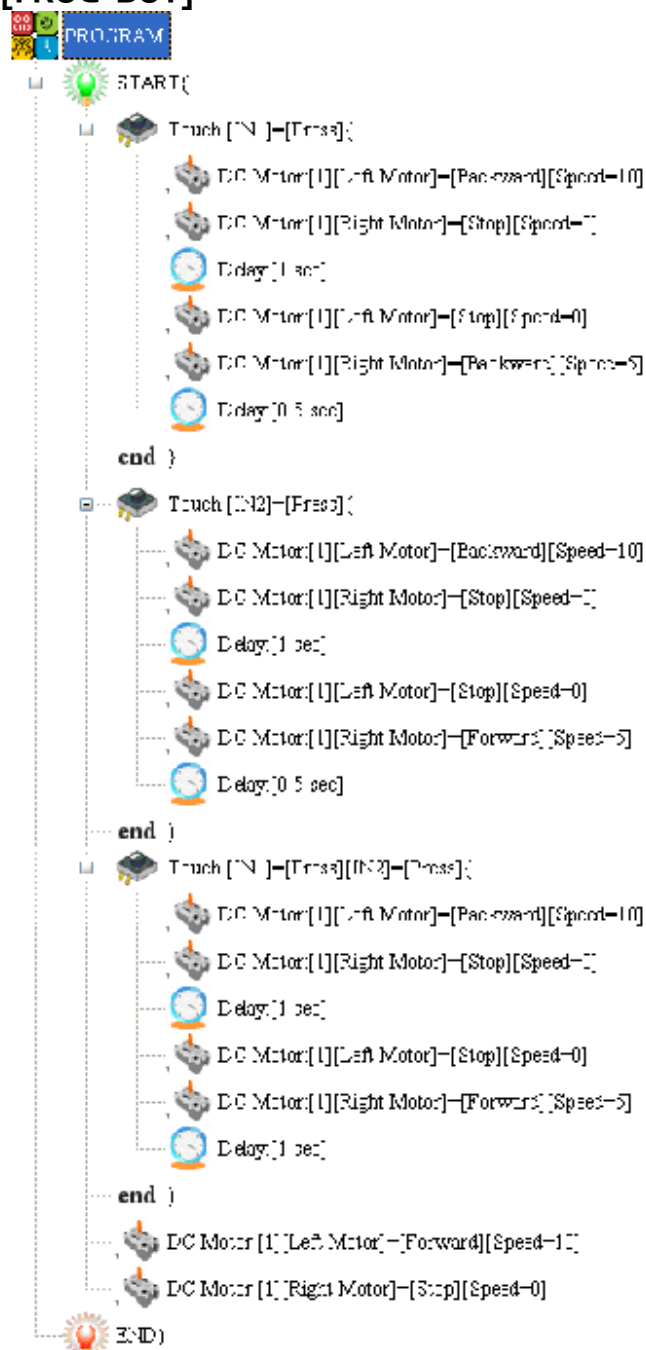 [FROG BOT]
PROGRAM
START(
Touch [IN1]=[Press]{
DC Motor:[1][Left Motor]=[Backward][Speed=10]
DC Motor:[1][Right Motor]=[Stop][Speed=0]
Delay:[1 sec]
DC Motor:[1][Left Motor]=[Stop][Speed=0]
DC Motor:[1][Right Motor]=[Backward][Speed=5]
Delay:[0.5 sec]
end }
Touch [IN2]=[Press]{
DC Motor:[1][Left Motor]=[Backward][Speed=10]
DC Motor:[1][Right Motor]=[Stop][Speed=0]
Delay:[1 sec]
DC Motor:[1][Left Motor]=[Stop][Speed=0]
DC Motor:[1][Right Motor]=[Forward][Speed=5]
Delay:[0.5 sec]
end }
Touch [IN1]=[Press][IN2]=[Press]{
DC Motor:[1][Left Motor]=[Backward][Speed=10]
DC Motor:[1][Right Motor]=[Stop][Speed=0]
Delay:[1 sec]
DC Motor:[1][Left Motor]=[Stop][Speed=0]
DC Motor:[1][Right Motor]=[Forward][Speed=5]
Delay:[1 sec]
end }
DC Motor:[1][Left Motor]=[Forward][Speed=10]
DC Motor:[1][Right Motor]=[Stop][Speed=0]
END)